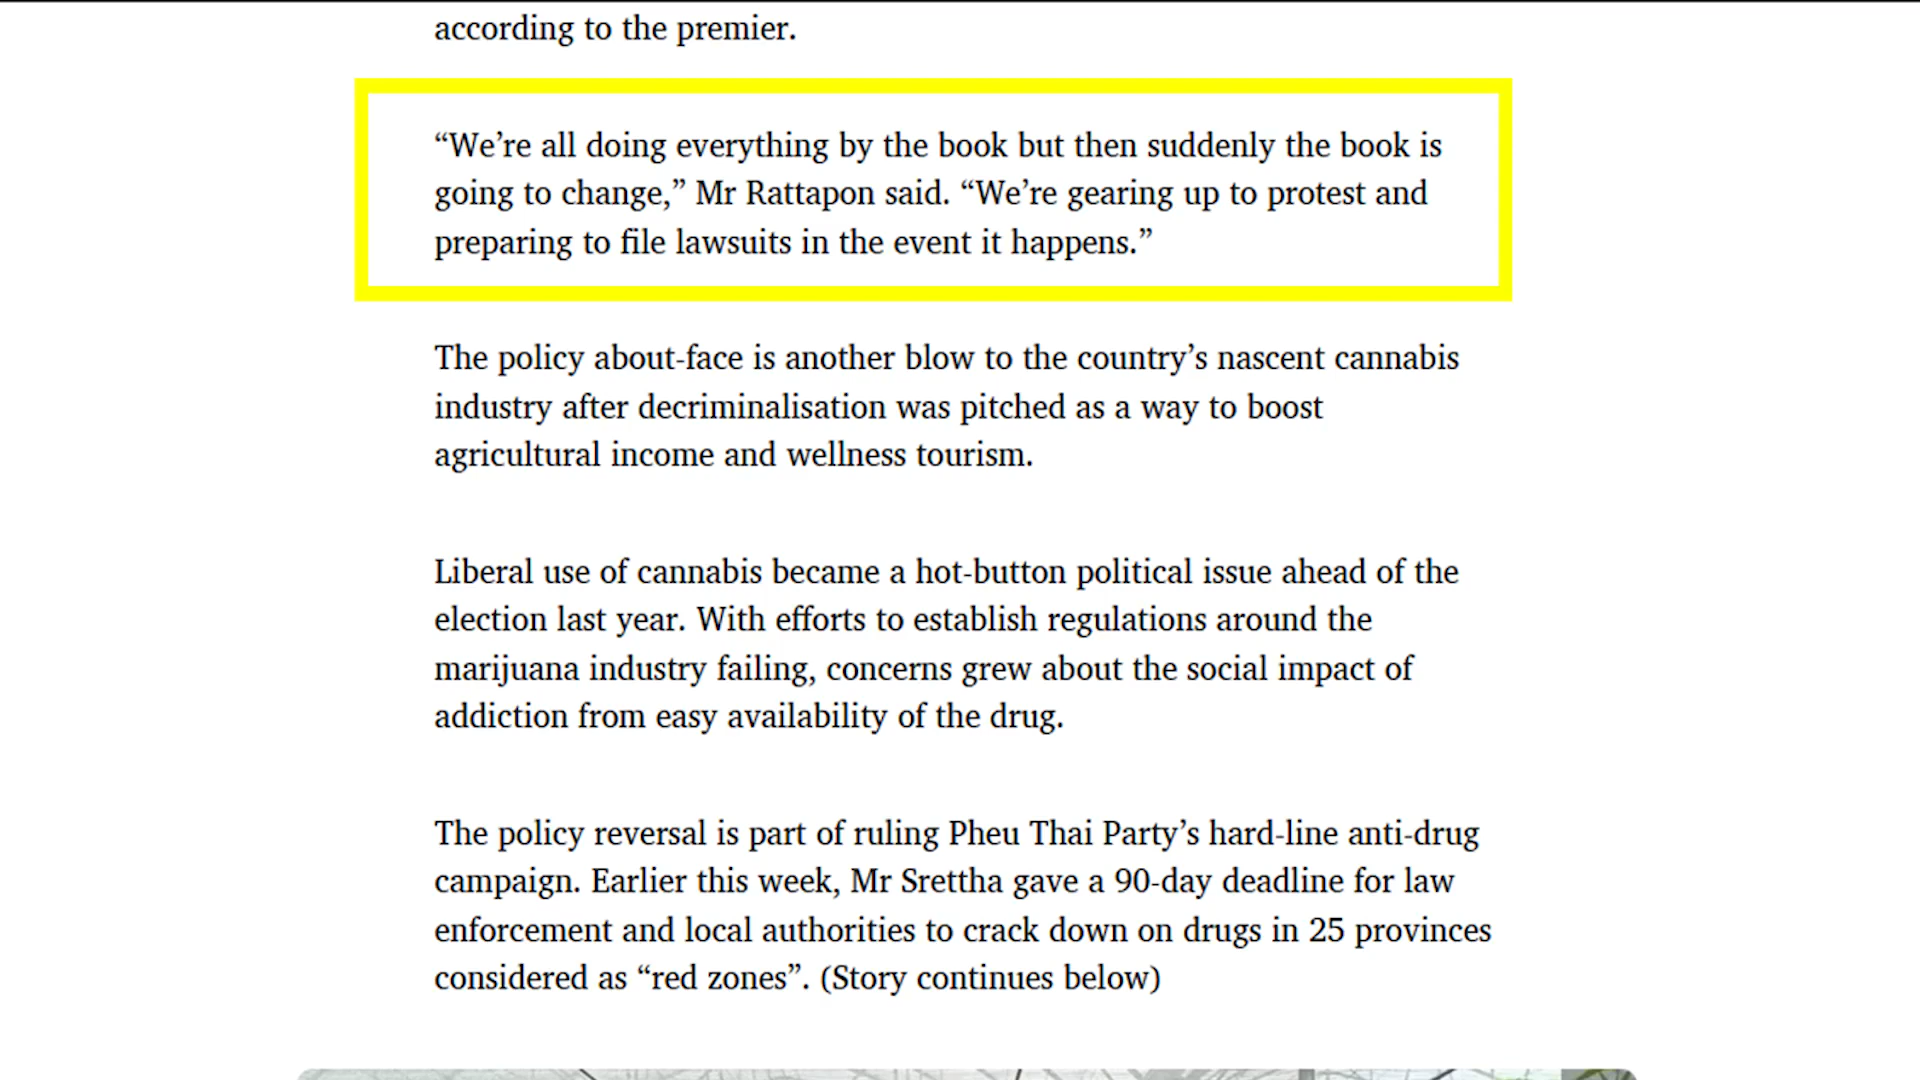 according to the premier.
“We’re all doing everything by the book but then suddenly the book is
going to change,” Mr Rattapon said. “We’re gearing up to protest and
preparing to file lawsuits in the event it happens.”
The policy about-face is another blow to the country’s nascent cannabis
industry after decriminalisation was pitched as a way to boost
agricultural income and wellness tourism.
Liberal use of cannabis became a hot-button political issue ahead of the
election last year. With efforts to establish regulations around the
marijuana industry failing, concerns grew about the social impact of
addiction from easy availability of the drug.
The policy reversal is part of ruling Pheu Thai Party’s hard-line anti-drug
campaign. Earlier this week, Mr Srettha gave a 90-day deadline for law
enforcement and local authorities to crack down on drugs in 25 provinces
considered as “red zones”. (Story continues below)